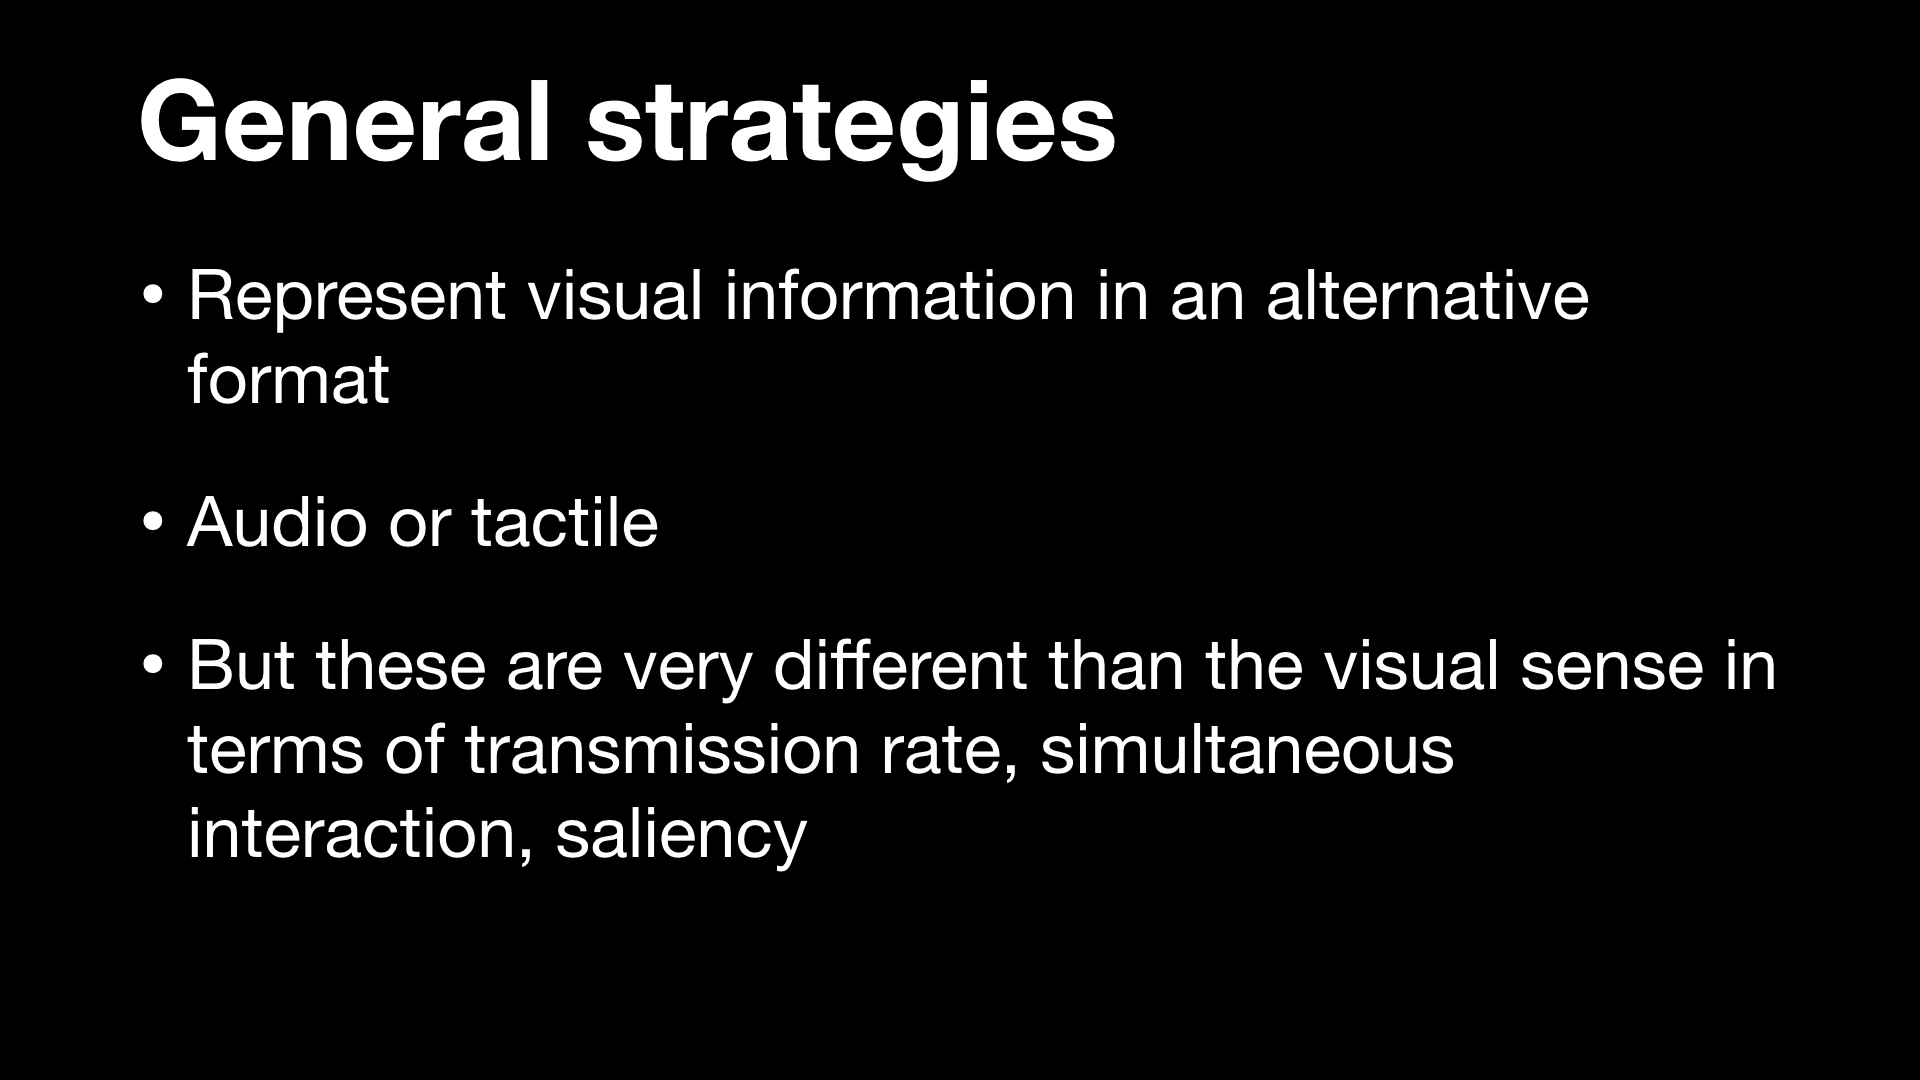 General strategies
• Represent visual information in an alternative
format
• Audio or tactile
• But these are very different than the visual sense in
terms of transmission rate, simultaneous
interaction, saliency